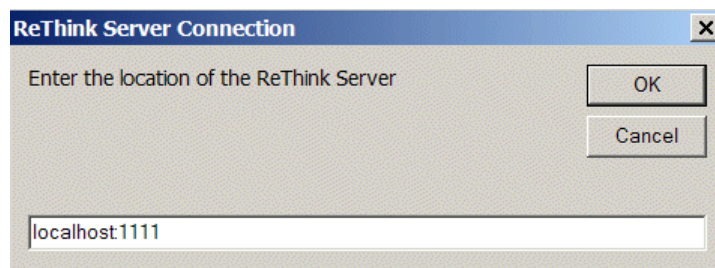 ReThink Server Connection
Enter the location of the ReThink Server
OK
Cancel
localhost:1111